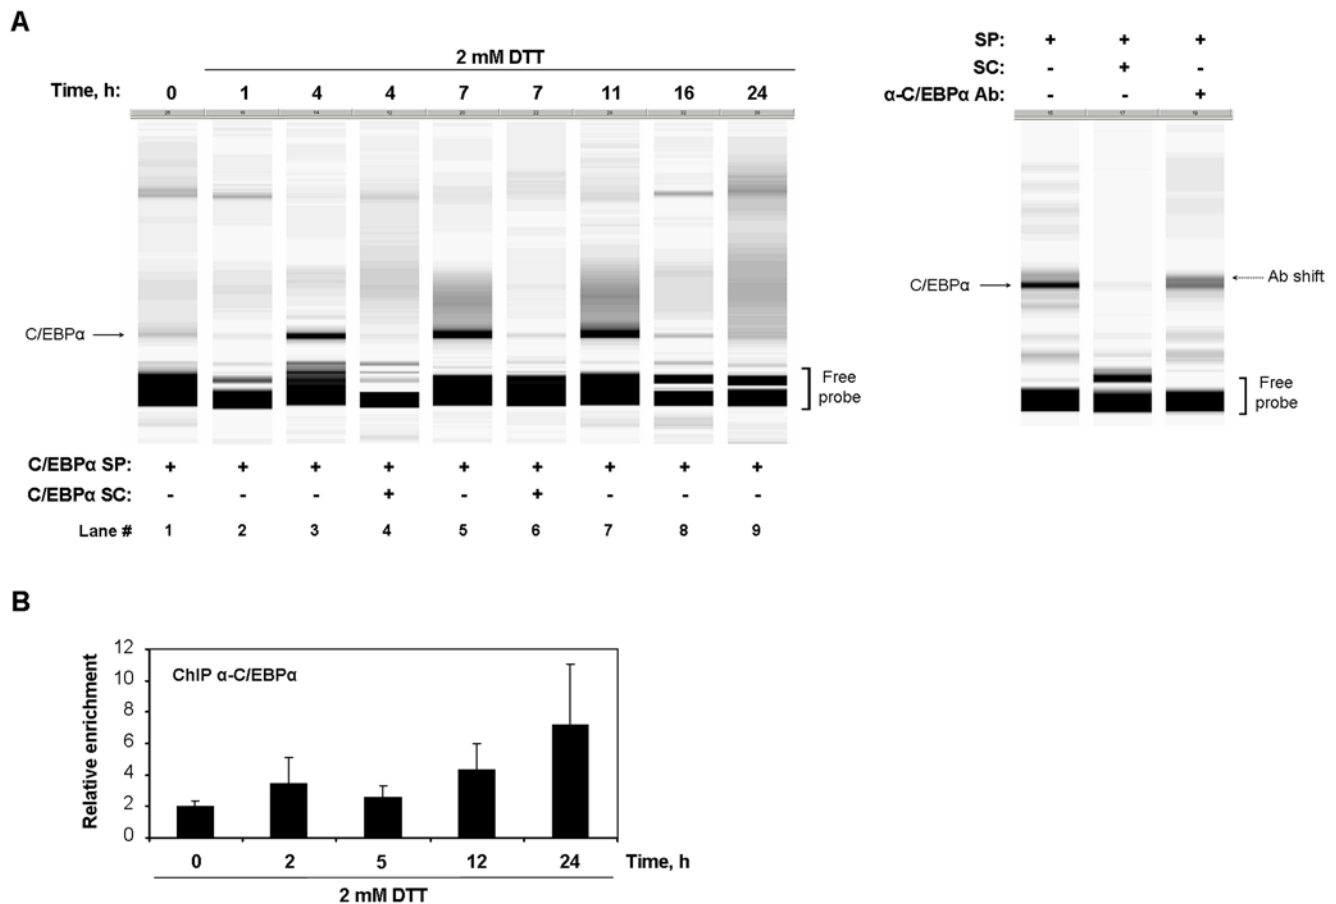 A
2 mM DTT
Time, h: 0 1 4 4 7 7 11 16 24
C/EBPα
Free
probe
C/EBPα SP: + + + + + + + + +
C/EBPα SC: - - - + - + - - -
Lane # 1 2 3 4 5 6 7 8 9
SP: + + +
SC: - + -
α-C/EBPα Ab: - - +
C/EBPα
Ab shift
Free
probe
B
ChIP α-C/EBPα
Relative enrichment
12
10
8
6
4
2
0
0 2 5 12 24 Time, h
2 mM DTT